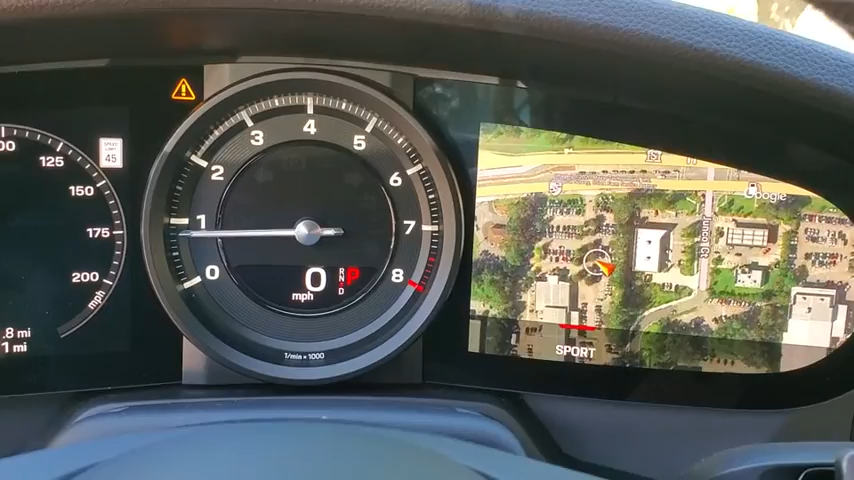 125
150
175
200
mph
.8 mi
1 mi
SPEED
LIMIT
45
0
1
2
3
4
5
6
7
8
0
mph
R
N
D
P
1/min x 1000
Google
Junco Ct
SPORT